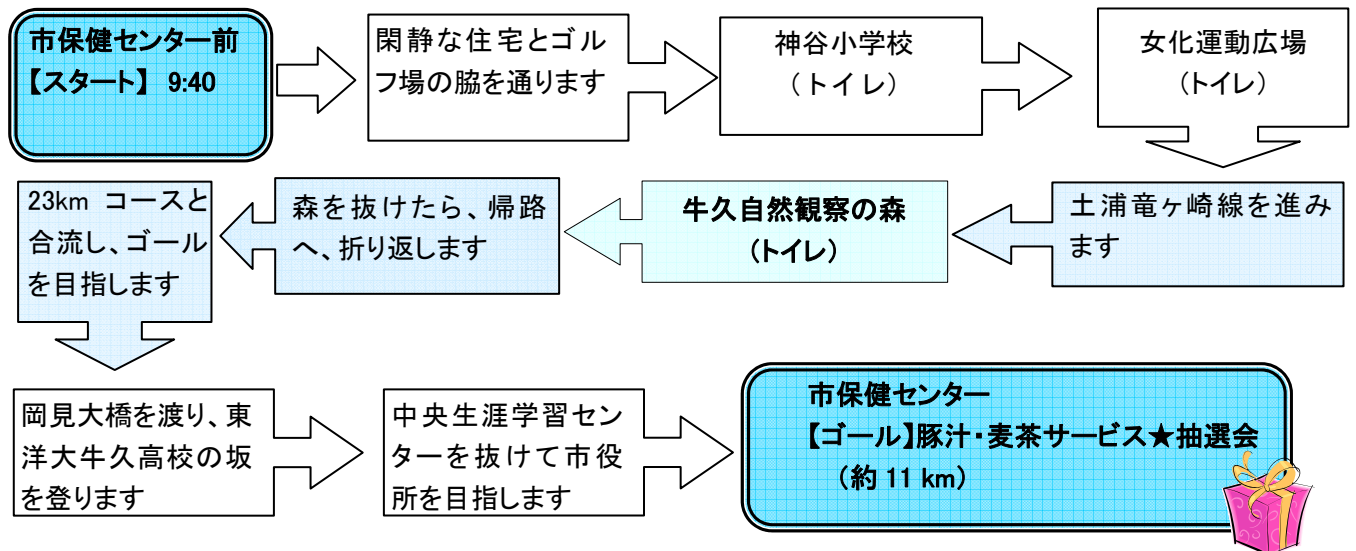 市保健センター前
【スタート】 9:40
閑静な住宅とゴル
フ場の脇を通ります
神谷小学校
（トイレ）
女化運動広場
（トイレ）
土浦竜ヶ崎線を進み
ます
牛久自然観察の森
（トイレ）
森を抜けたら、帰路
へ、折り返します
23km コースと
合流し、ゴール
を目指します
岡見大橋を渡り、東
洋大牛久高校の坂
を登ります
中央生涯学習セン
ターを抜けて市役
所を目指します
市保健センター
【ゴール】豚汁・麦茶サービス★抽選会
（約 11 km）